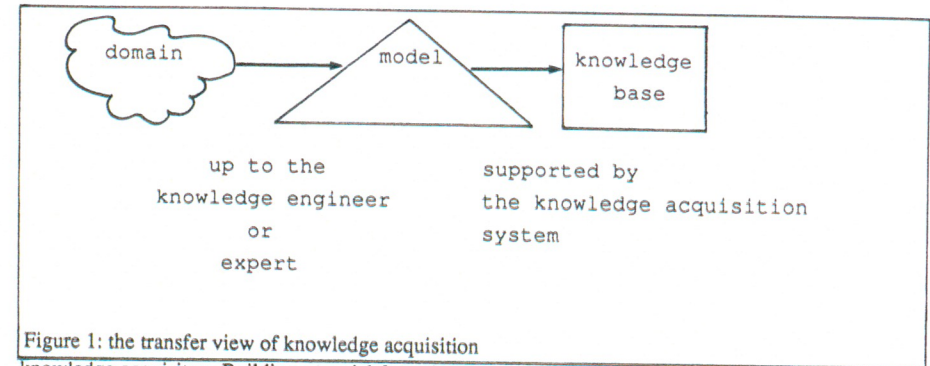 domain
model
knowledge
base
up to the
knowledge engineer
or
expert
supported by
the knowledge acquisition
system
Figure 1: the transfer view of knowledge acquisition